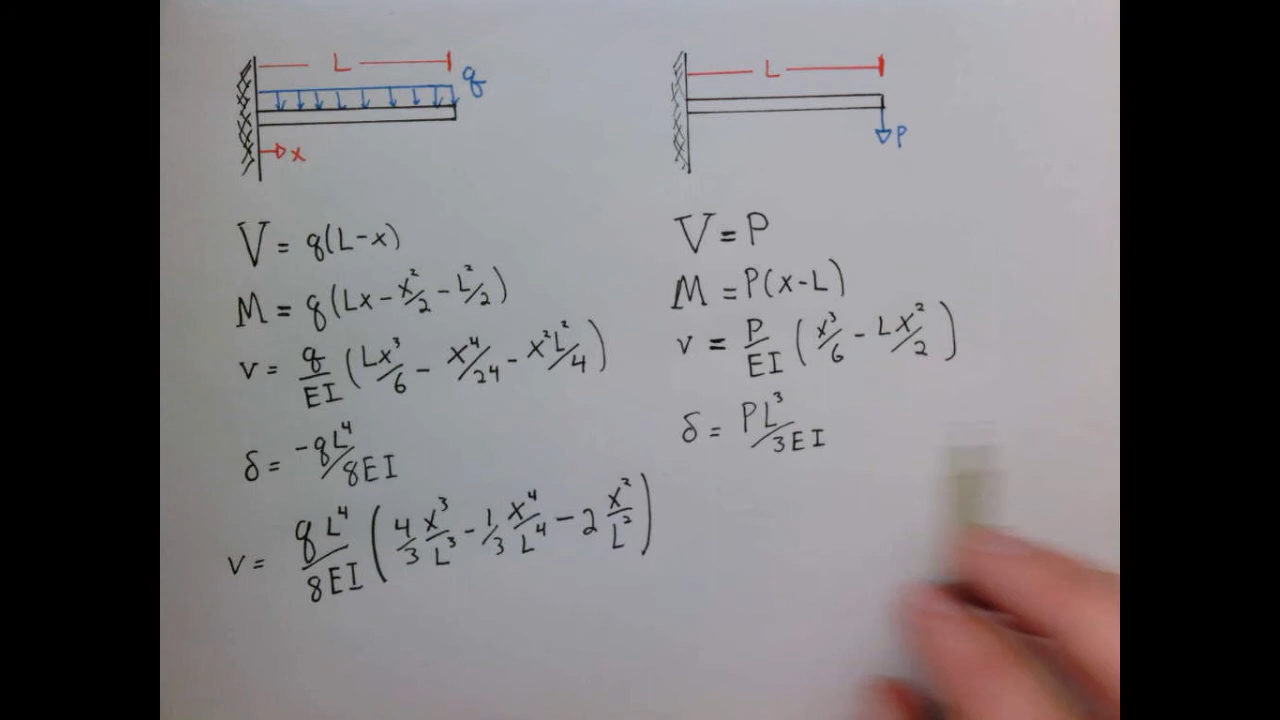 L
q
x
V = q(L-x)
M = q(Lx - x²/2 - L²/2)
v = q/EI (Lx³/6 - x⁴/24 - x²L²/4)
δ = -qL⁴/8EI
v = qL⁴/8EI (4/3 x³/L³ - 1/3 x⁴/L⁴ - 2 x²/L²)
L
P
V = P
M = P(x-L)
v = P/EI (x³/6 - Lx²/2)
δ = PL³/3EI